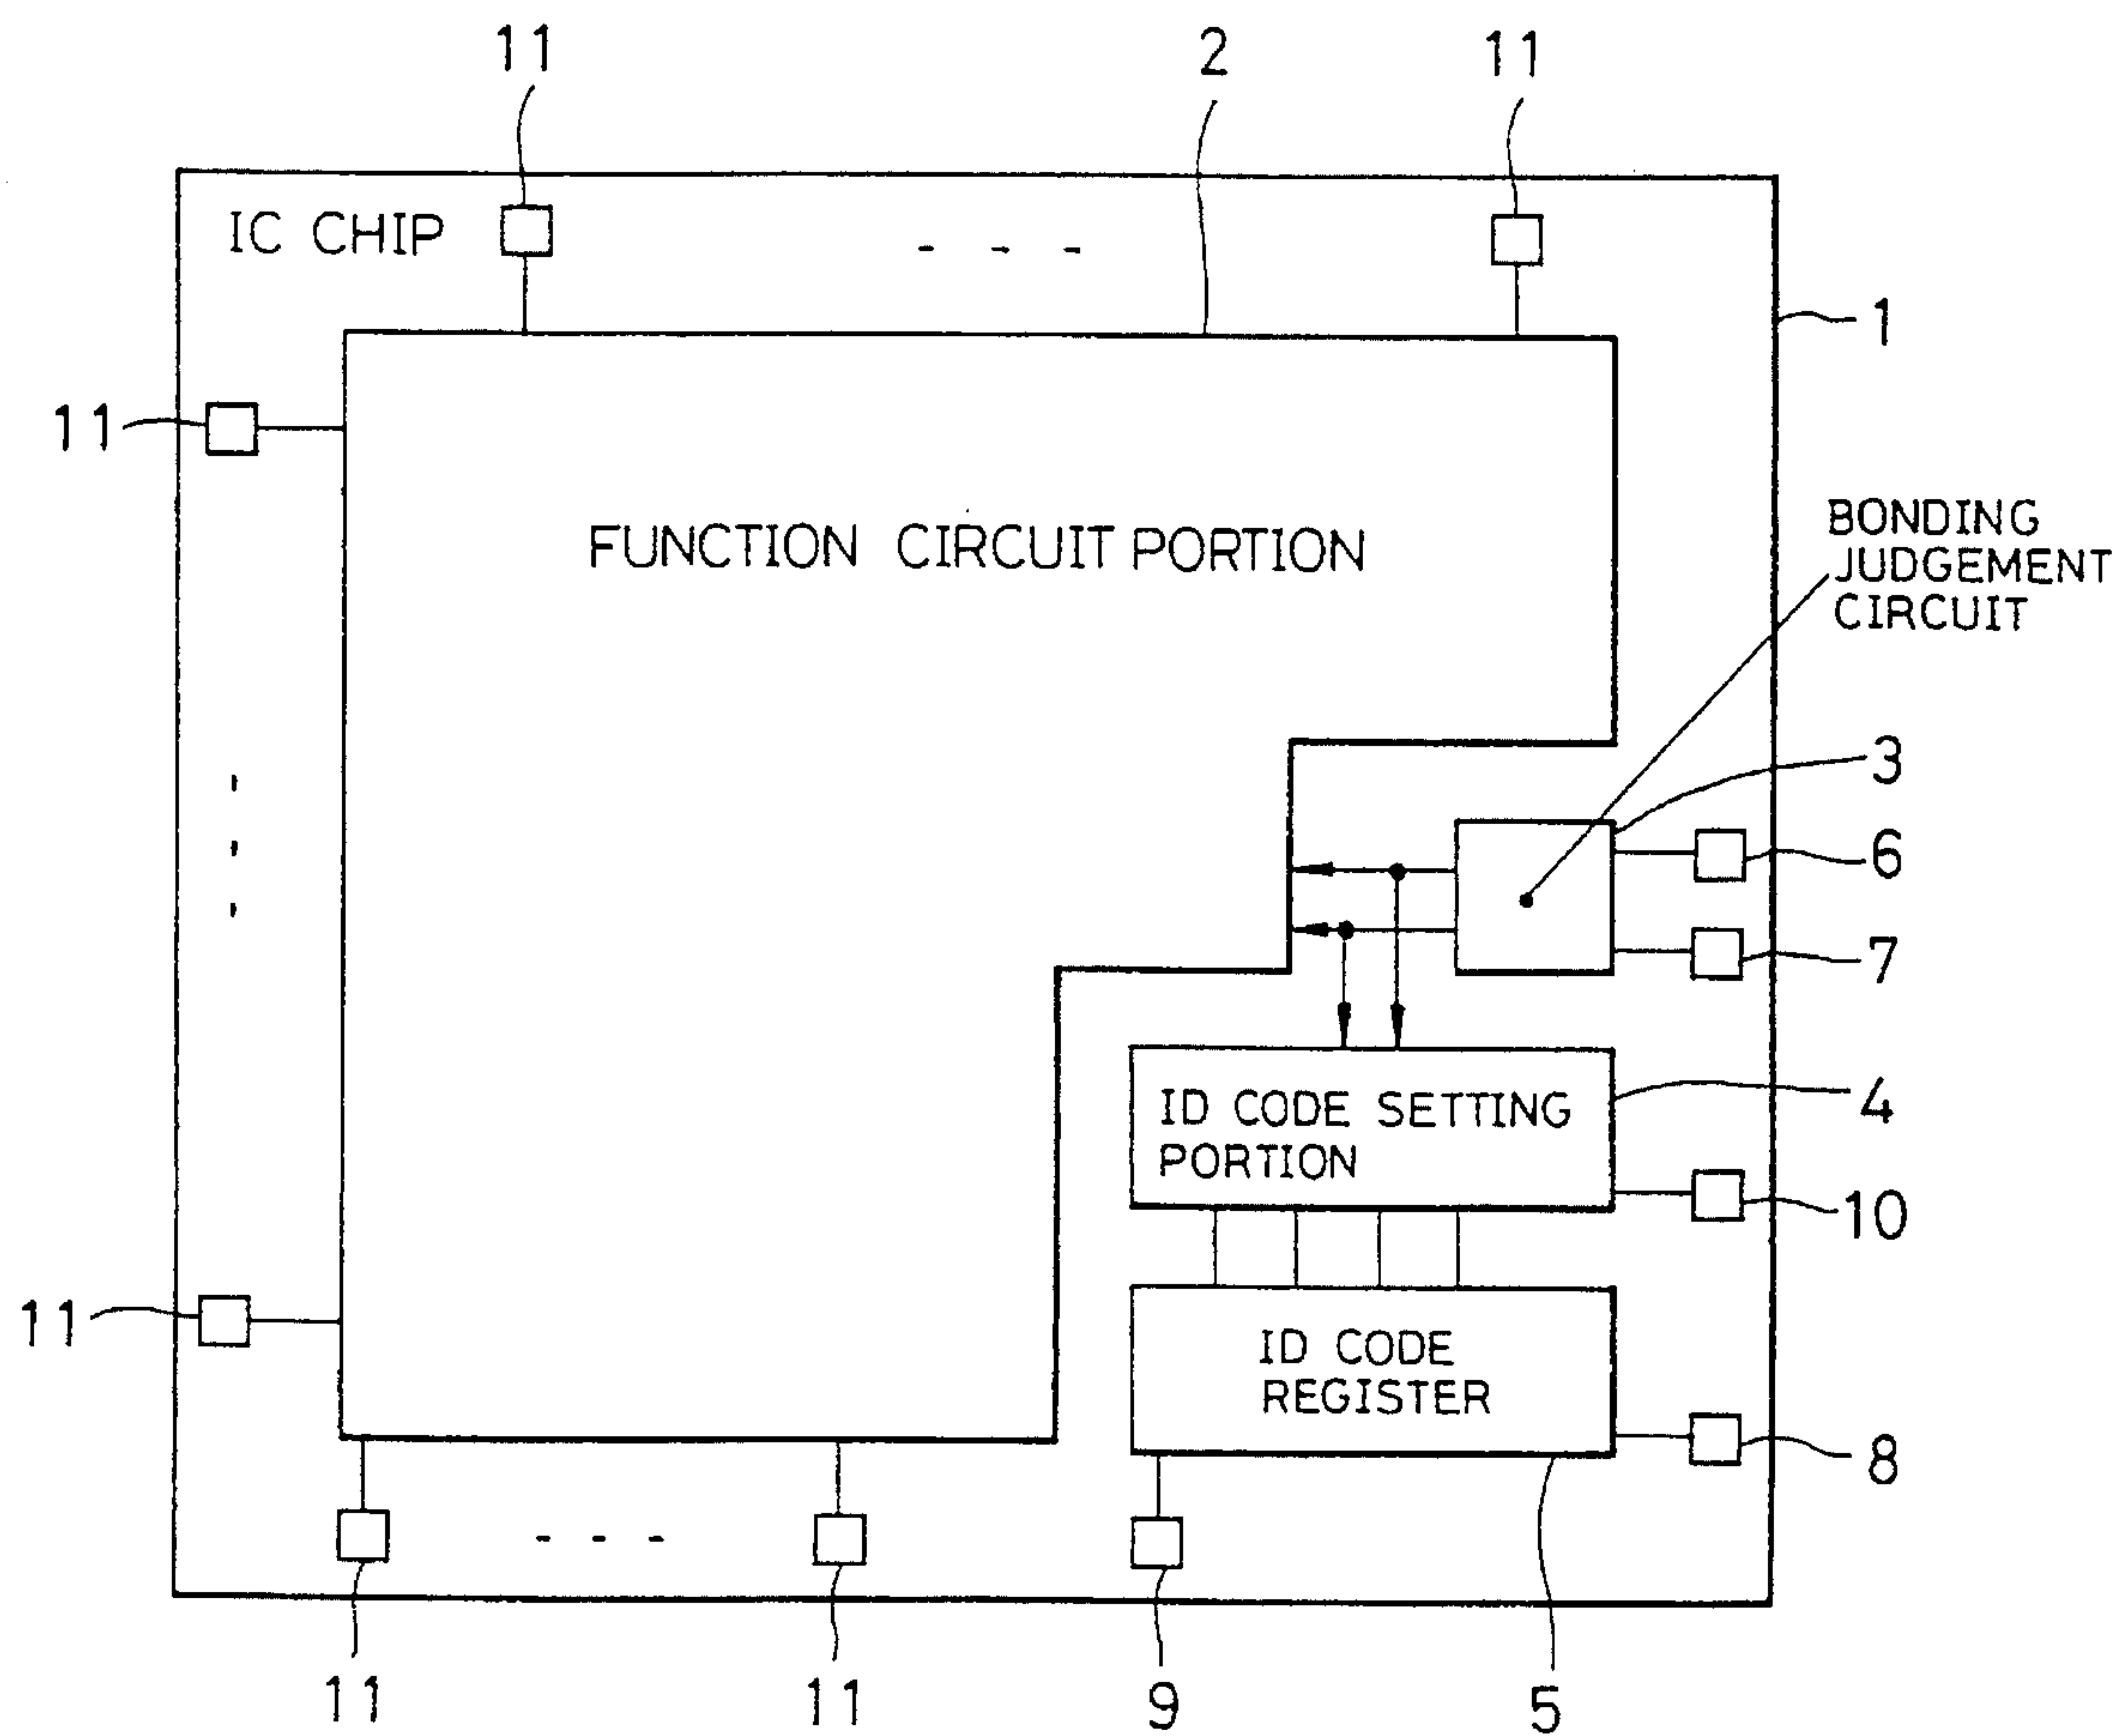 11
2
11
IC CHIP
1
11
FUNCTION CIRCUIT PORTION
BONDING
JUDGEMENT
CIRCUIT
3
6
7
ID CODE SETTING
PORTION
4
10
11
ID CODE
REGISTER
8
11
11
9
5